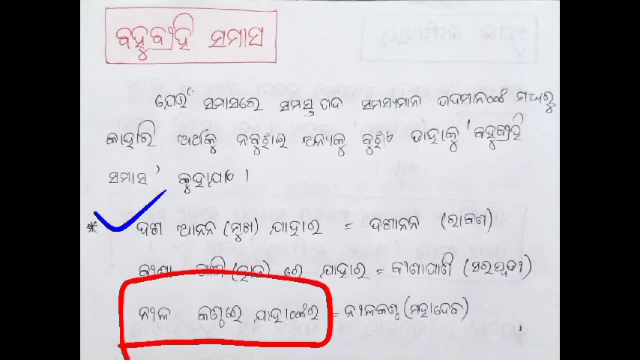 ବହୁବ୍ରୀହି ସମାସ
ଯେଉଁ ସମାସରେ ସମସ୍ତ ପଦ ସମସ୍ୟମାନ ପଦମାନଙ୍କ ମଧ୍ୟରୁ
କାହାରି ଅର୍ଥକୁ ନବୁଝାଇ ଅନ୍ୟକୁ ବୁଝାଏ ତାହାକୁ 'ବହୁବ୍ରୀହି
ସମାସ' କୁହାଯାଏ ।
* ଦଶ ଆନନ (ମୁଖ) ଯାହାର = ଦଶାନନ (ରାବଣ)
ବୀଣା ପାଣି (ହାତ) ରେ ଯାହାର = ବୀଣାପାଣି (ସରସ୍ୱତୀ)
ନୀଳ କଣ୍ଠରେ ଯାହାଙ୍କର = ନୀଳକଣ୍ଠ (ମହାଦେବ)